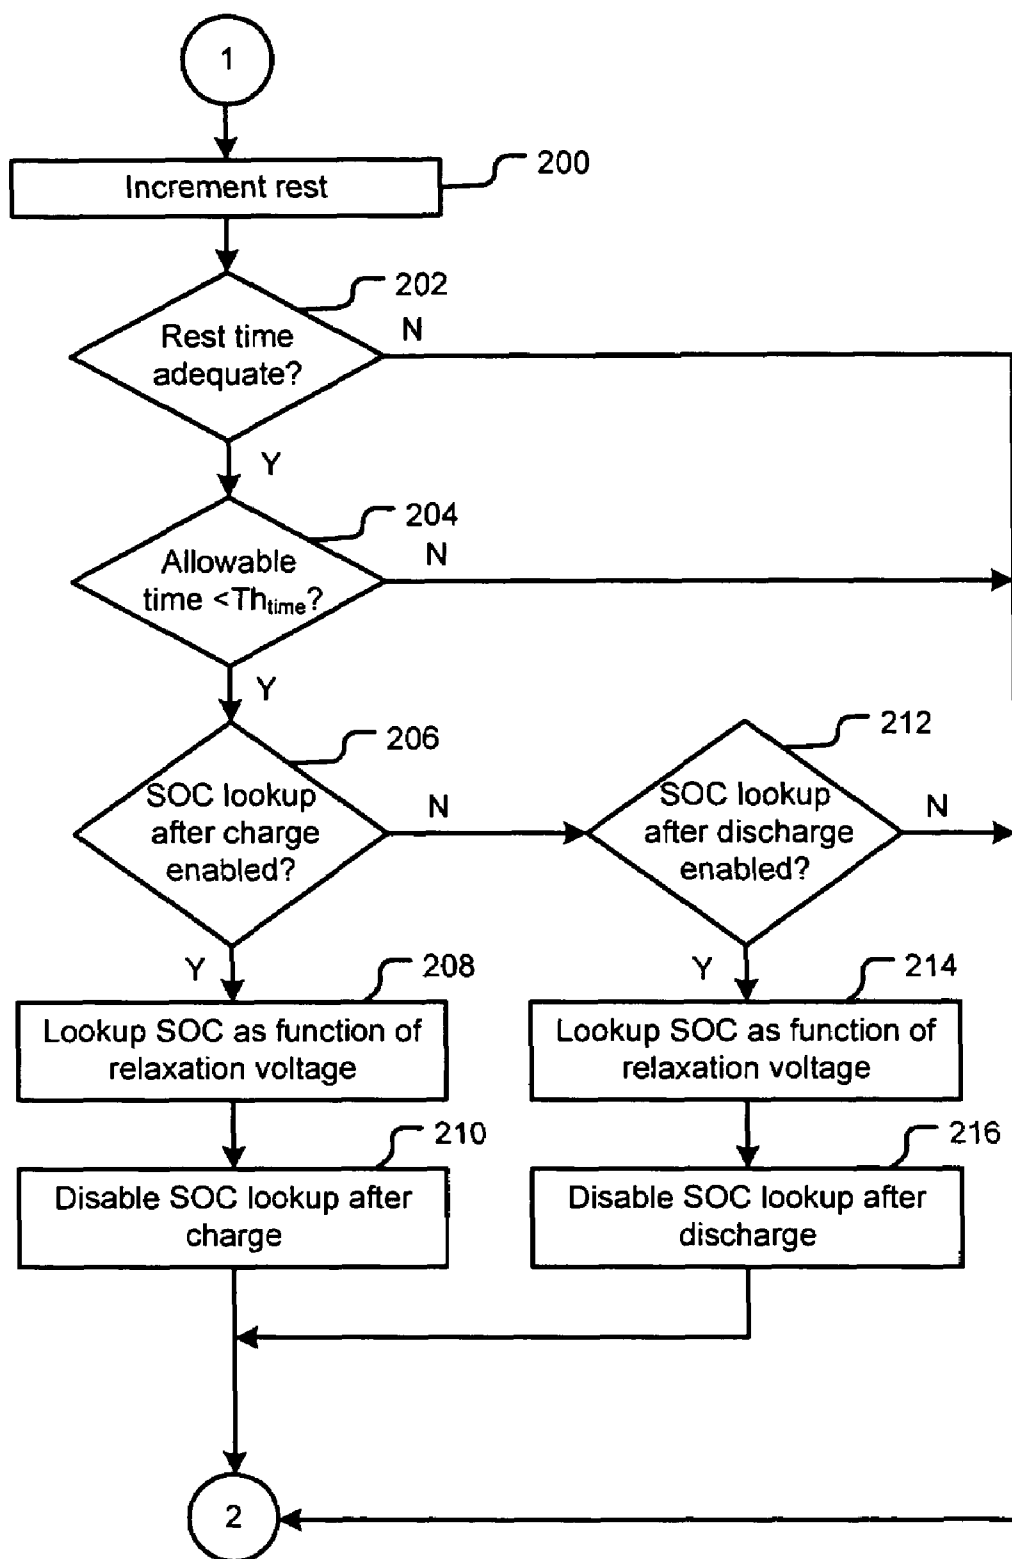 1
Increment rest
200
Rest time
adequate?
202
N
Y
Allowable
time <Th_time?
204
N
Y
SOC lookup
after charge
enabled?
206
N
SOC lookup
after discharge
enabled?
212
N
Y
Y
Lookup SOC as function of
relaxation voltage
208
Lookup SOC as function of
relaxation voltage
214
Disable SOC lookup after
charge
210
Disable SOC lookup after
discharge
216
2